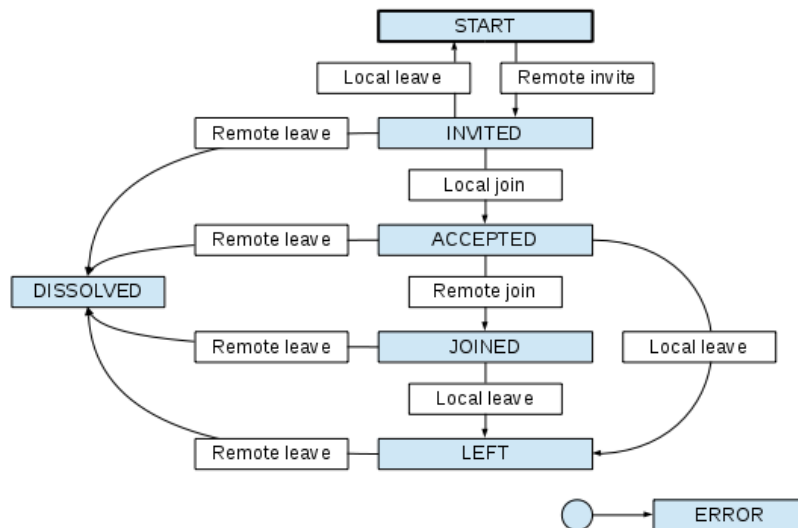 START
Local leave
Remote invite
Remote leave
INVITED
Local join
Remote leave
ACCEPTED
DISSOLVED
Remote join
Remote leave
JOINED
Local leave
Local leave
Remote leave
LEFT
ERROR